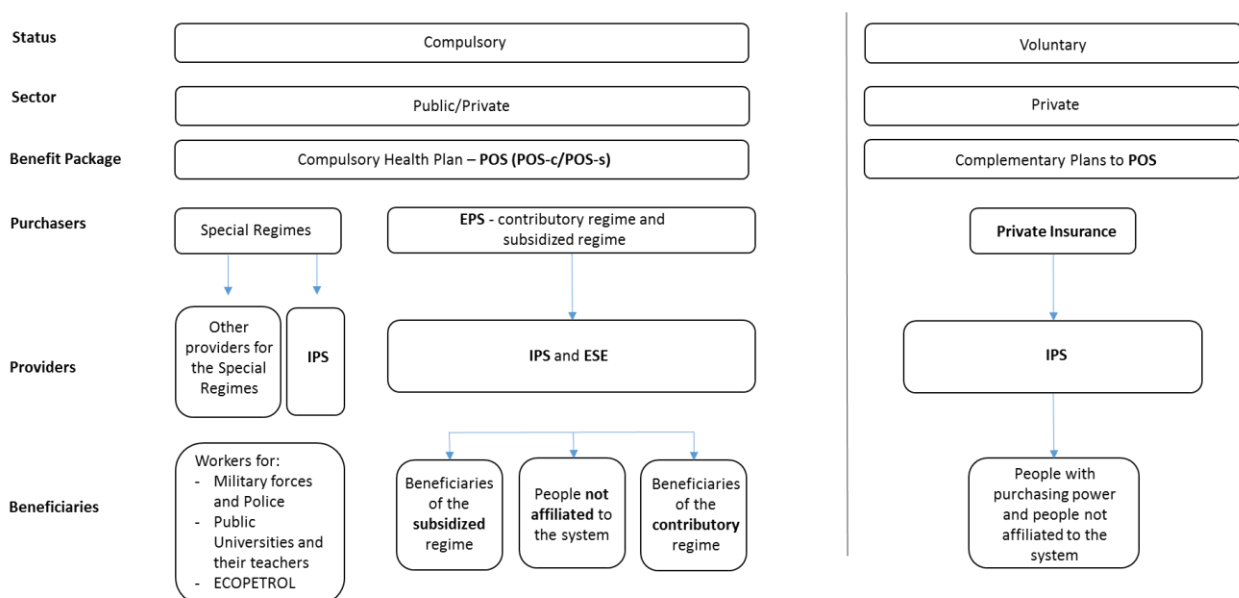 Status
Compulsory
Voluntary
Sector
Public/Private
Private
Benefit Package
Compulsory Health Plan – POS (POS-c/POS-s)
Complementary Plans to POS
Purchasers
Special Regimes
EPS - contributory regime and
subsidized regime
Private Insurance
Providers
Other
providers for
the Special
Regimes
IPS
IPS and ESE
IPS
Beneficiaries
Workers for:
- Military forces
and Police
- Public
Universities and
their teachers
- ECOPETROL
Beneficiaries
of the
subsidized
regime
People not
affiliated to
the system
Beneficiaries
of the
contributory
regime
People with
purchasing power
and people not
affiliated to the
system